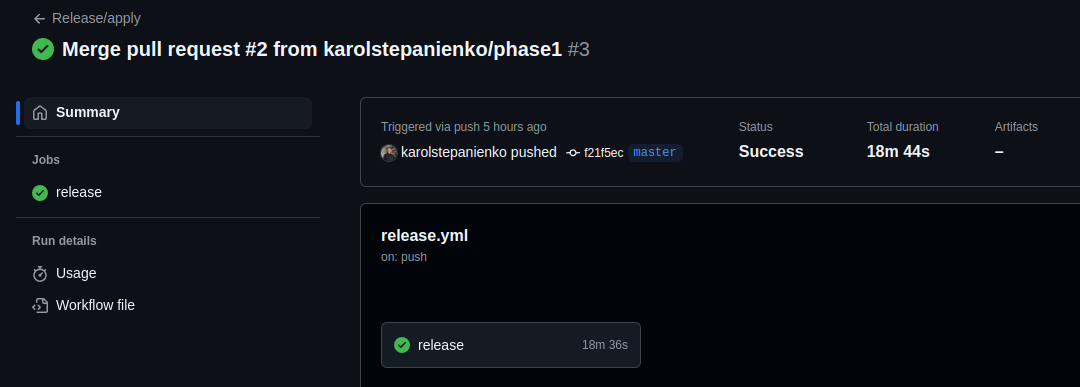 Release/apply
Merge pull request #2 from karolstepanienko/phase1 #3
Summary
Jobs
release
Run details
Usage
Workflow file
Triggered via push 5 hours ago
karolstepanienko pushed f21f5ec master
Status
Success
Total duration
18m 44s
Artifacts
–
release.yml
on: push
release 18m 36s